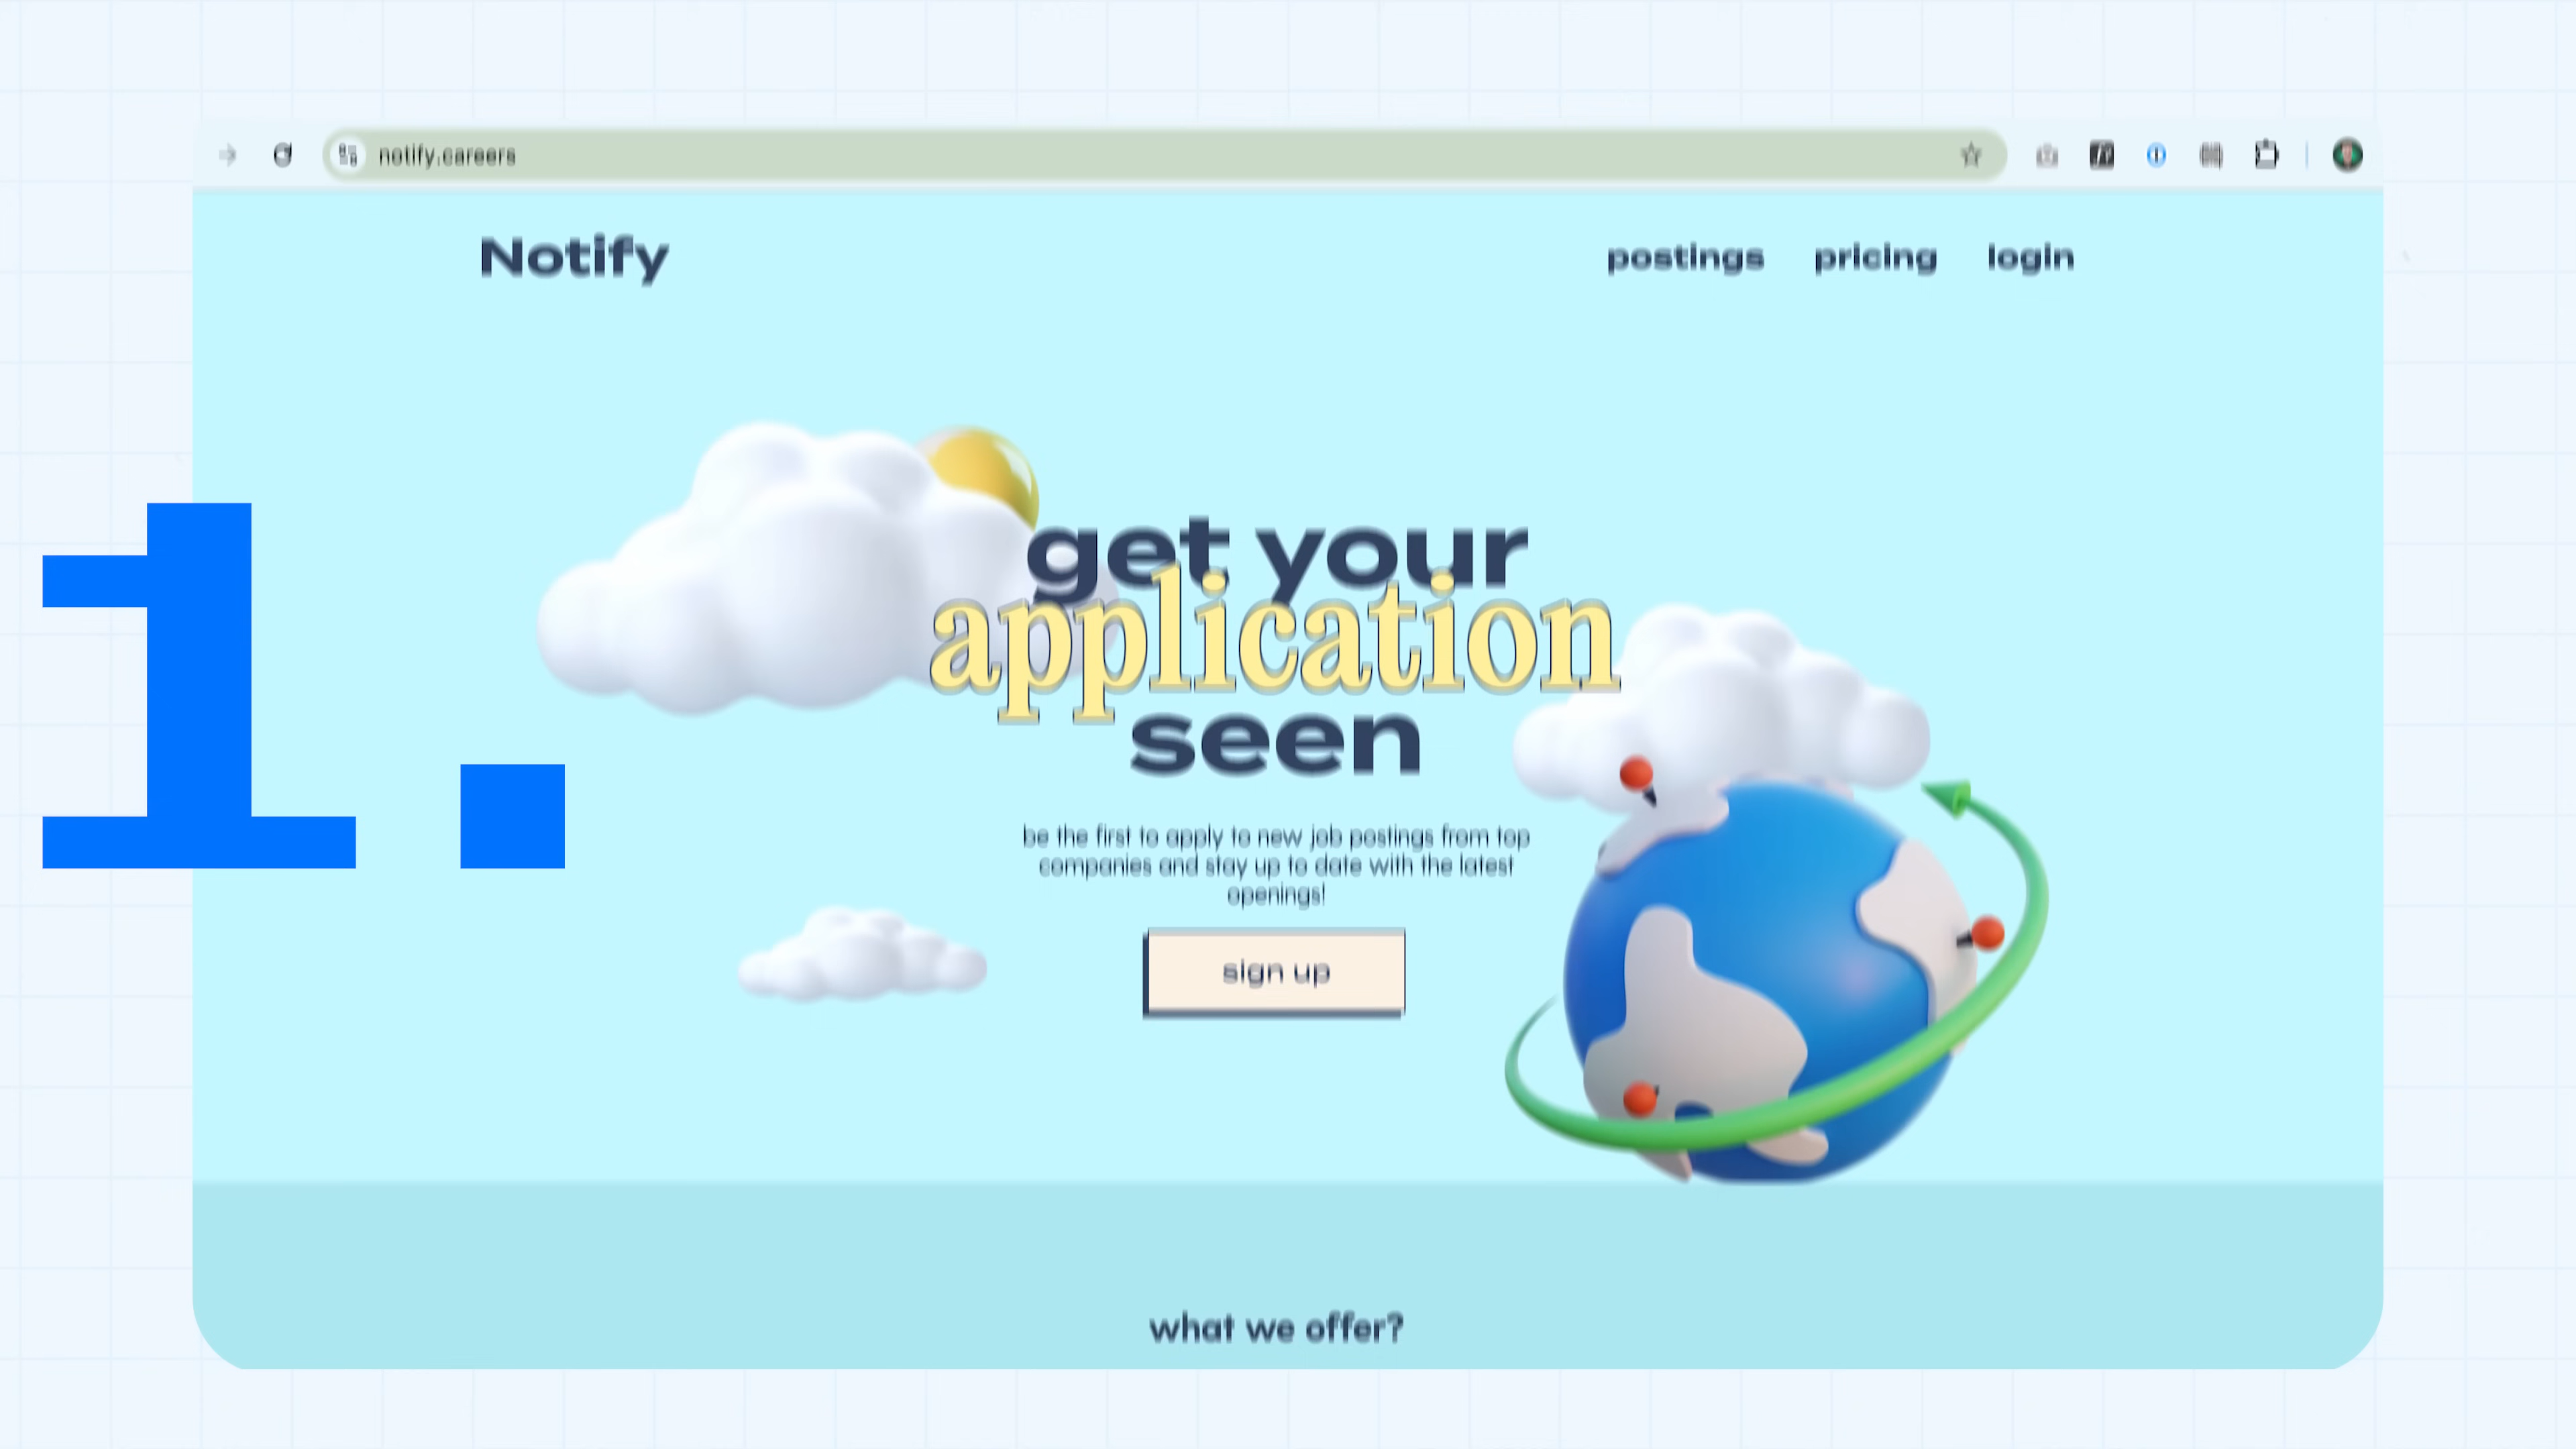 notify.careers
Notify
postings pricing login
1.
get your
application
seen
be the first to apply to new job postings from top
companies and stay up to date with the latest
openings!
sign up
what we offer?